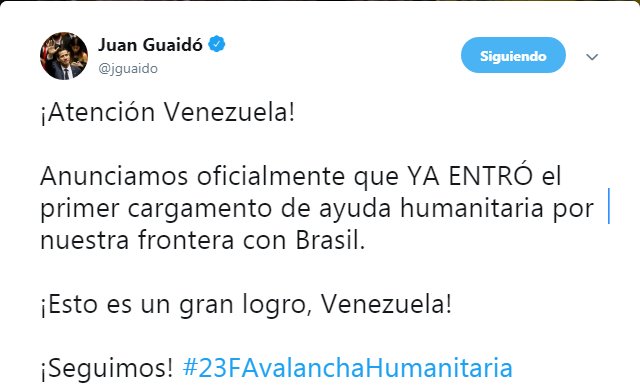 Juan Guaidó
@jguaido
Siguiendo
¡Atención Venezuela!
Anunciamos oficialmente que YA ENTRÓ el
primer cargamento de ayuda humanitaria por
nuestra frontera con Brasil.
¡Esto es un gran logro, Venezuela!
¡Seguimos! #23FAvalanchaHumanitaria